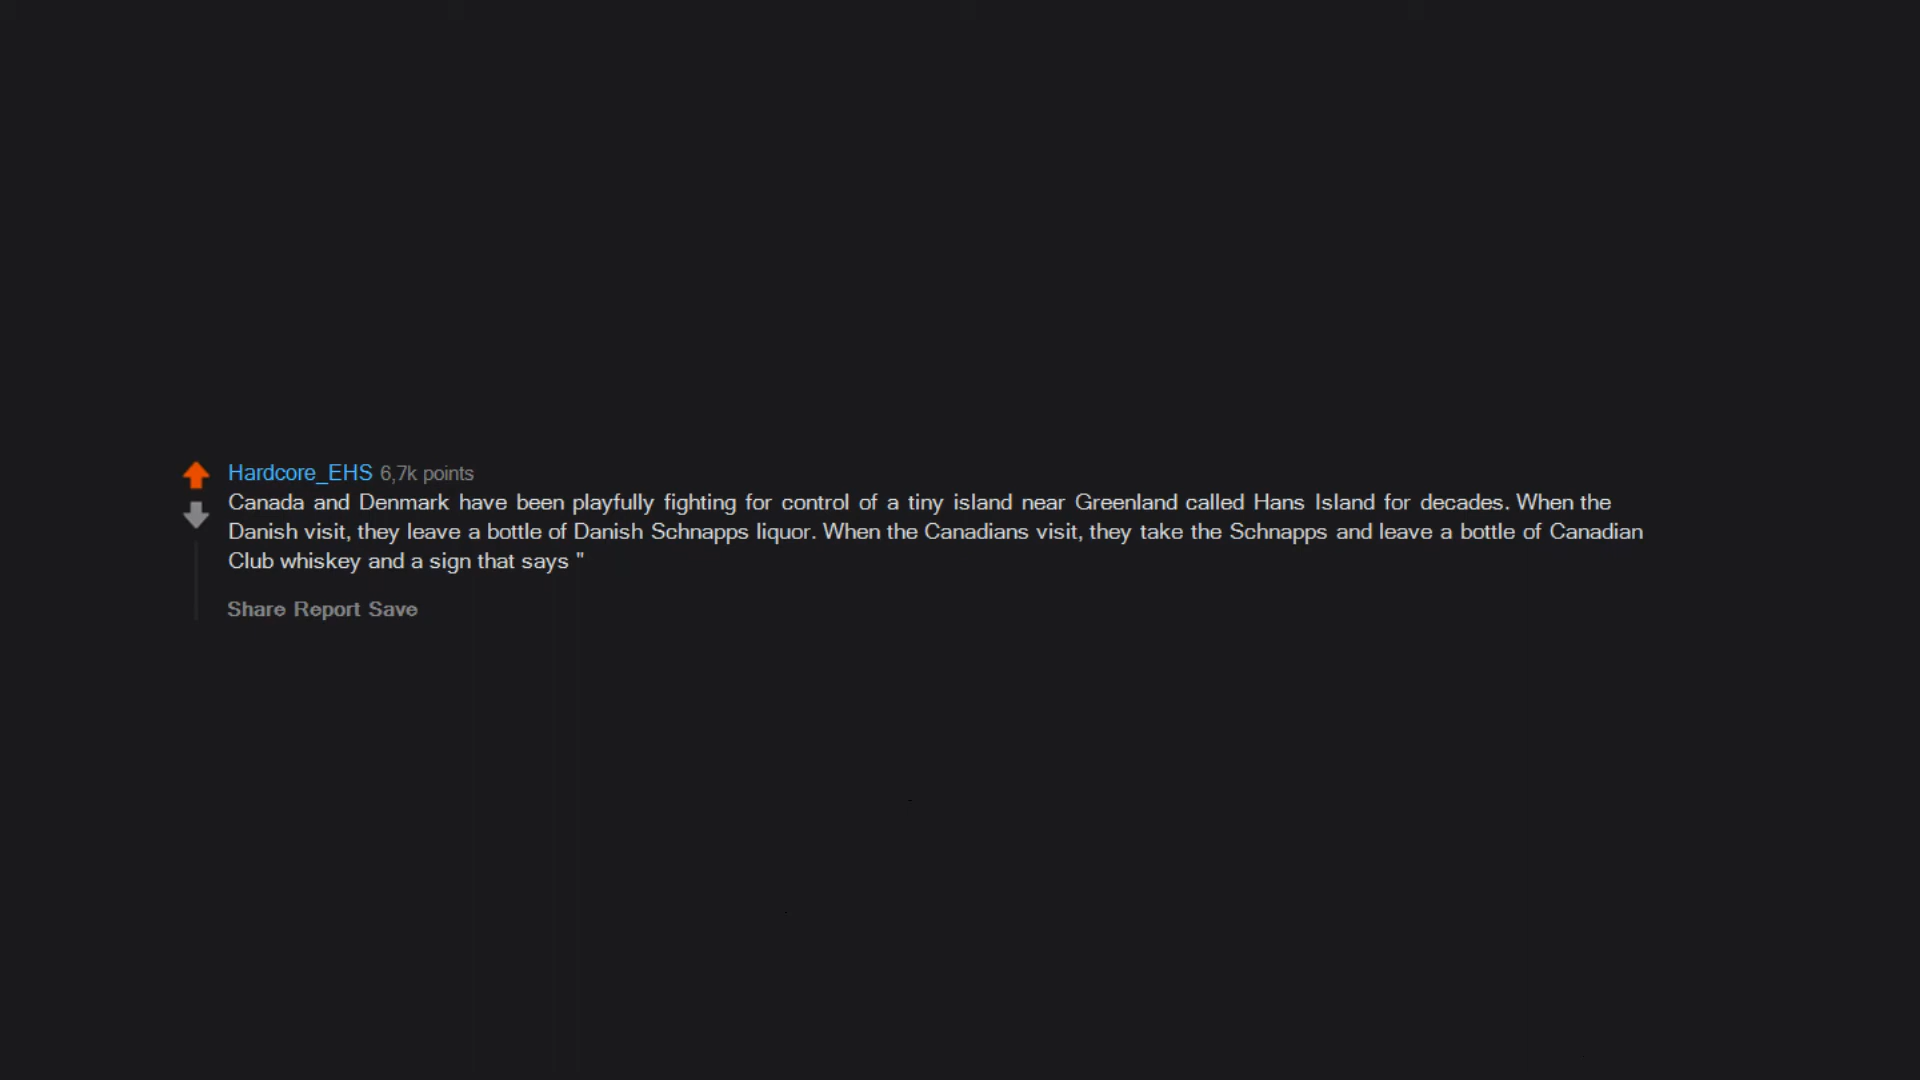 Hardcore_EHS 6,7k points
Canada and Denmark have been playfully fighting for control of a tiny island near Greenland called Hans Island for decades. When the
Danish visit, they leave a bottle of Danish Schnapps liquor. When the Canadians visit, they take the Schnapps and leave a bottle of Canadian
Club whiskey and a sign that says "
Share Report Save